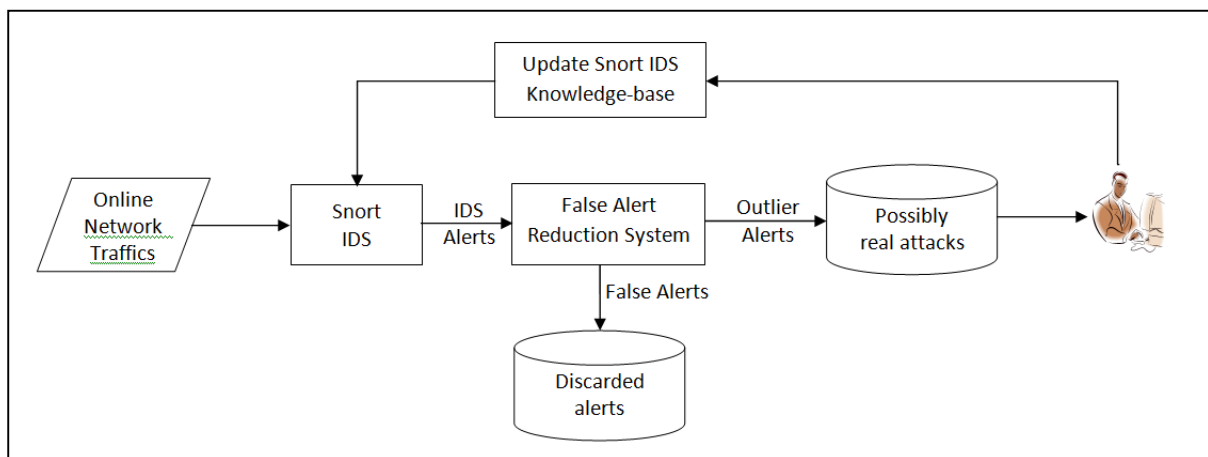 Update Snort IDS
Knowledge-base
Online
Network
Traffics
Snort
IDS
IDS
Alerts
False Alert
Reduction System
Outlier
Alerts
Possibly
real attacks
False Alerts
Discarded
alerts